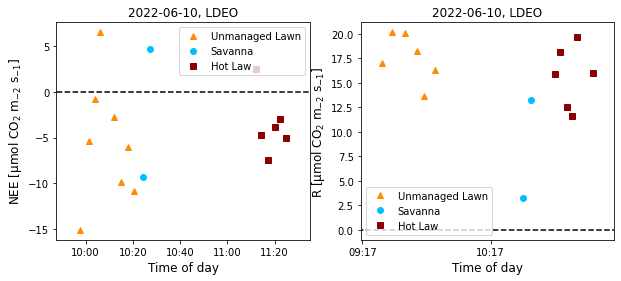 2022-06-10, LDEO
NEE [µmol CO₂ m₋₂ s₋₁]
5
0
−5
−10
−15
Unmanaged Lawn
Savanna
Hot Law
10:00
10:20
10:40
11:00
11:20
Time of day
2022-06-10, LDEO
R [µmol CO₂ m₋₂ s₋₁]
20.0
17.5
15.0
12.5
10.0
7.5
5.0
2.5
0.0
Unmanaged Lawn
Savanna
Hot Law
09:17
10:17
Time of day